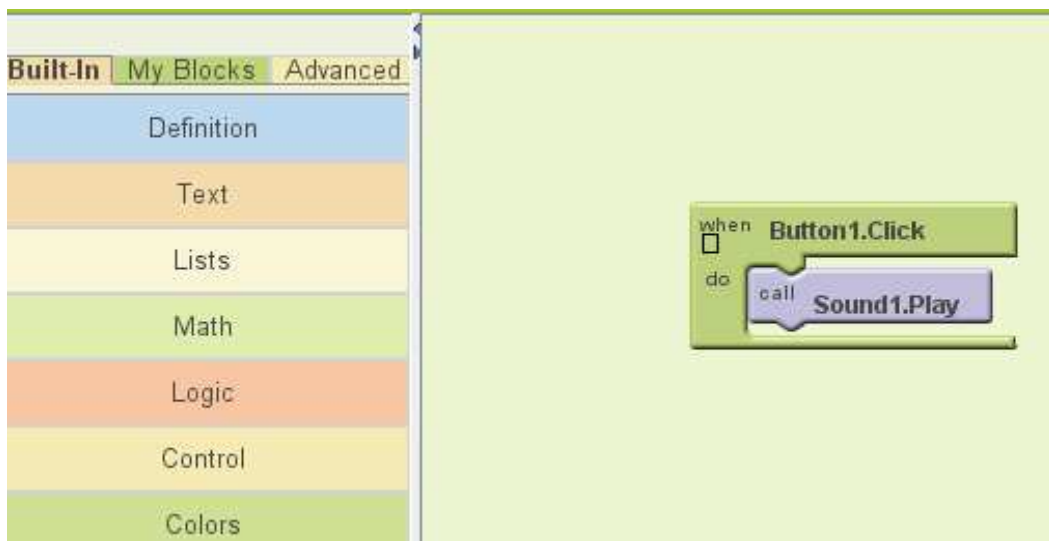 Built-In My Blocks Advanced
Definition
Text
Lists
Math
Logic
Control
Colors
when Button1.Click
do
call Sound1.Play